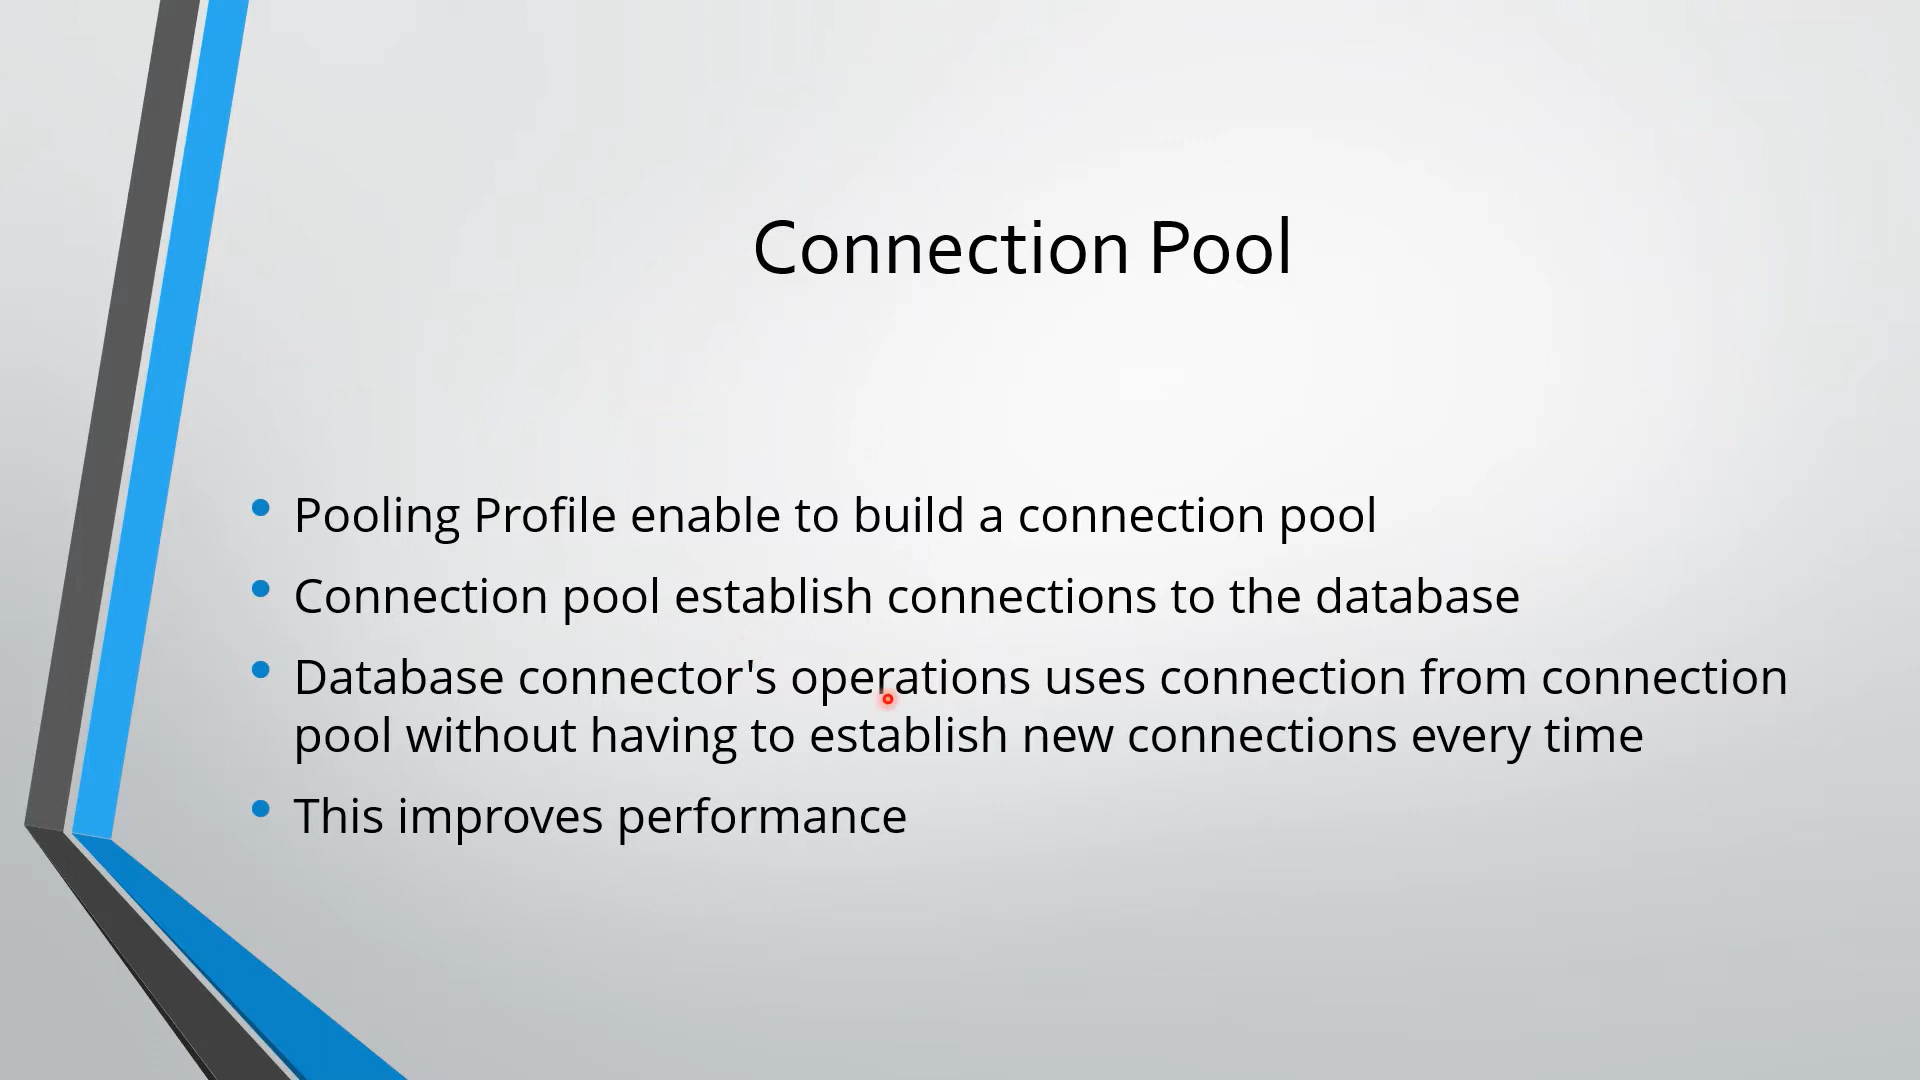 Connection Pool
Pooling Profile enable to build a connection pool
Connection pool establish connections to the database
Database connector's operations uses connection from connection
pool without having to establish new connections every time
This improves performance